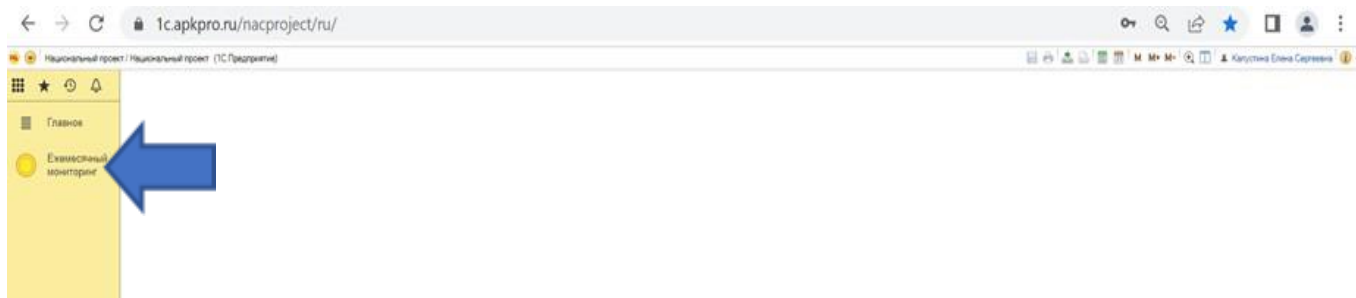 1c.apkpro.ru/nacproject/ru/
Национальный проект / Национальный проект (1С:Предприятие)
M M+ M- Капустина Елена Сергеевна
Главное
Ежемесячный
мониторинг